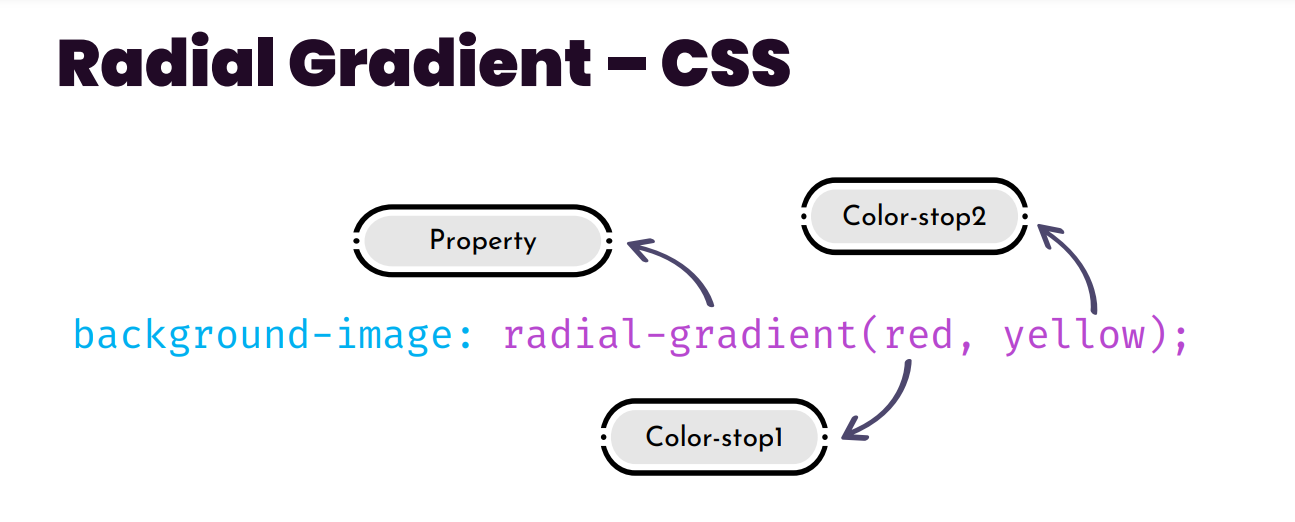 Radial Gradient – CSS
Color-stop2
Property
background-image: radial-gradient(red, yellow);
Color-stop1